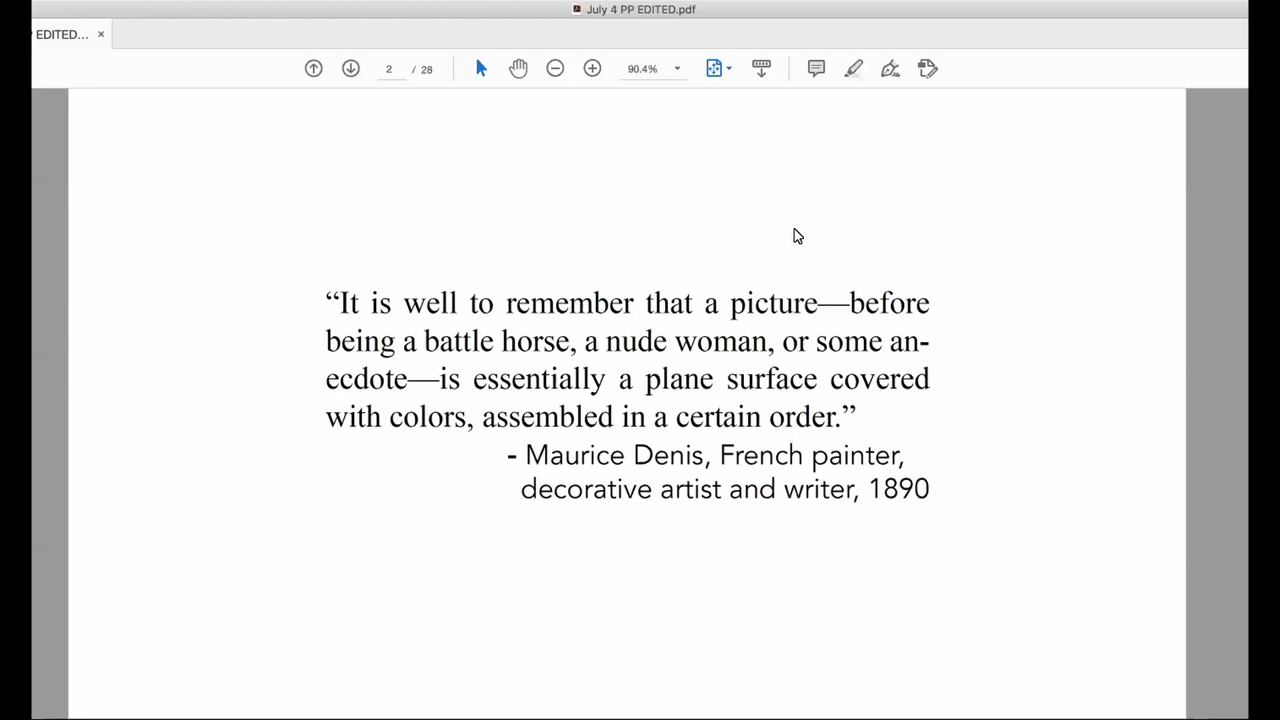 July 4 PP EDITED.pdf
EDITED... ×
2 / 28 90.4%
“It is well to remember that a picture—before
being a battle horse, a nude woman, or some an-
ecdote—is essentially a plane surface covered
with colors, assembled in a certain order.”
- Maurice Denis, French painter,
decorative artist and writer, 1890